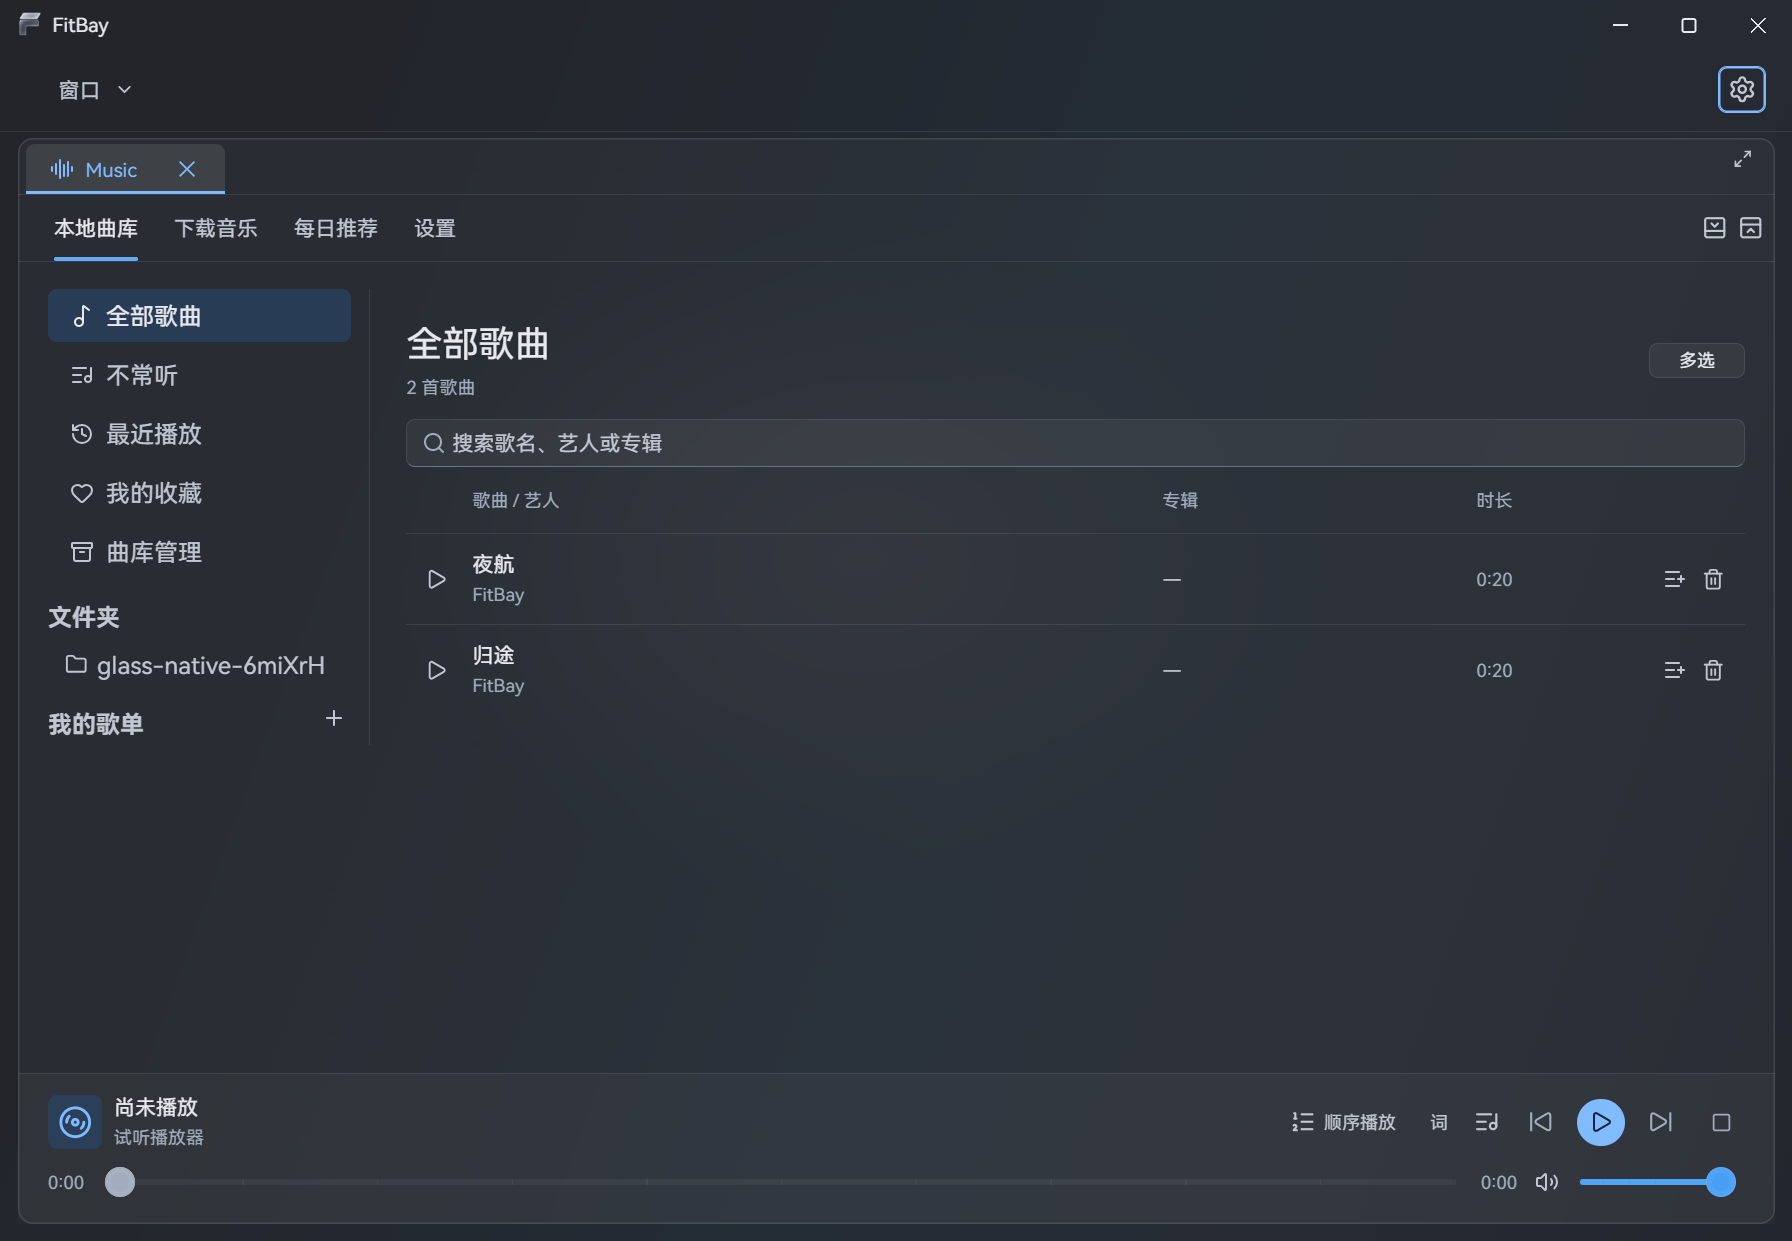 FitBay
窗口
Music
本地曲库 下载音乐 每日推荐 设置
全部歌曲
不常听
最近播放
我的收藏
曲库管理
文件夹
glass-native-6miXrH
我的歌单
全部歌曲
2 首歌曲
多选
搜索歌名、艺人或专辑
歌曲 / 艺人 专辑 时长
夜航
FitBay
— 0:20
归途
FitBay
— 0:20
尚未播放
试听播放器
顺序播放 词
0:00 0:00